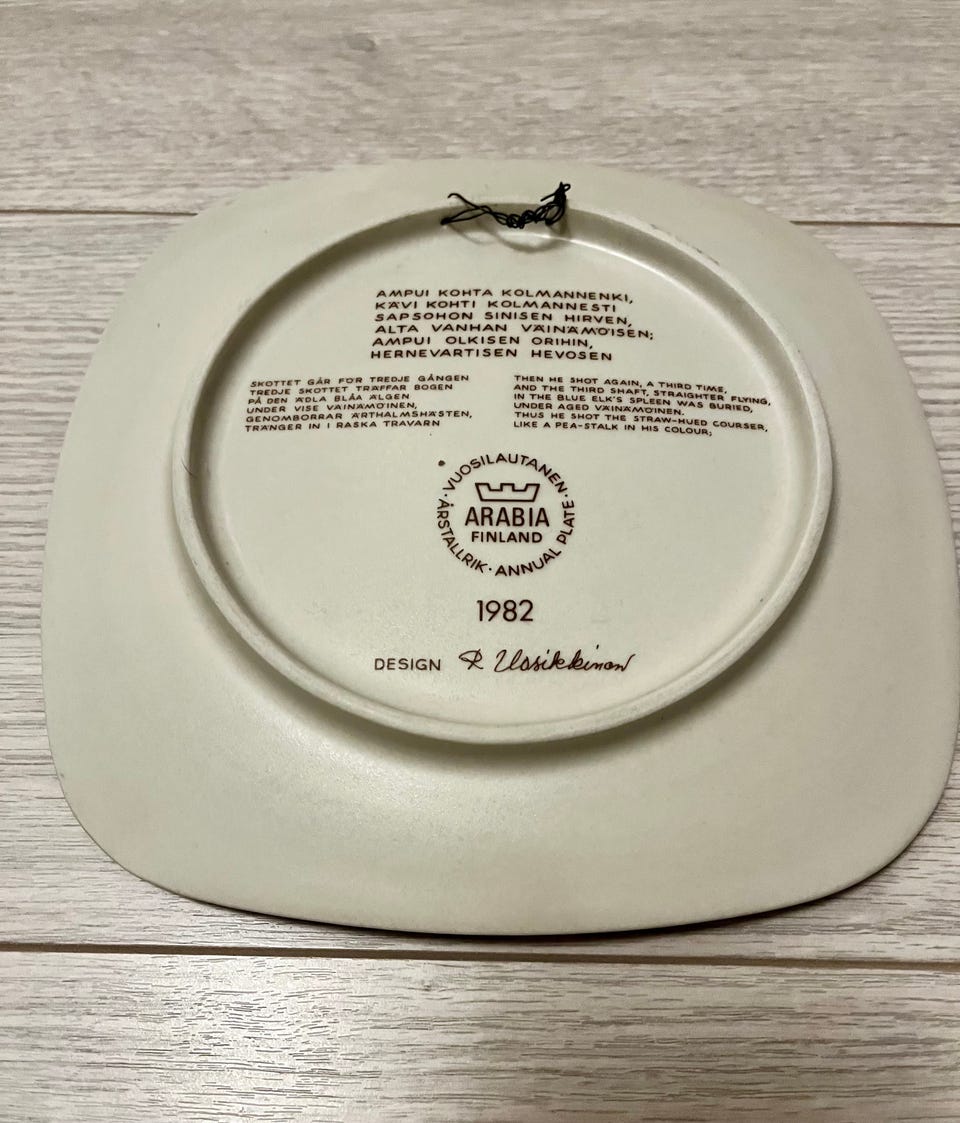 AMPUI KOHTA KOLMANNENKI,
KÄVI KOHTI KOLMANNESTI
SAPSOHON SINISEN HIRVEN,
ALTA VANHAN VÄINÄMÖISEN;
AMPUI OLKISEN ORIHIN,
HERNEVARTISEN HEVOSEN
SKOTTET GÅR FÖR TREDJE GÅNGEN
TREDJE SKOTTET TRÄFFAR BOGEN
PÅ DEN ÄDLA BLÅA ÄLGEN
UNDER VISE VÄINÄMÖINEN,
GENOMBORRAR ÄRTHALMSHÄSTEN,
TRÄNGER IN I RASKA TRAVARN
THEN HE SHOT AGAIN, A THIRD TIME,
AND THE THIRD SHAFT, STRAIGHTER FLYING,
IN THE BLUE ELK'S SPLEEN WAS BURIED,
UNDER AGED VÄINÄMÖINEN.
THUS HE SHOT THE STRAW-HUED COURSER,
LIKE A PEA-STALK IN HIS COLOUR;
· VUOSILAUTANEN · ANNUAL PLATE · ÅRSTALLRIK
ARABIA
FINLAND
1982
DESIGN R Uosikkinen